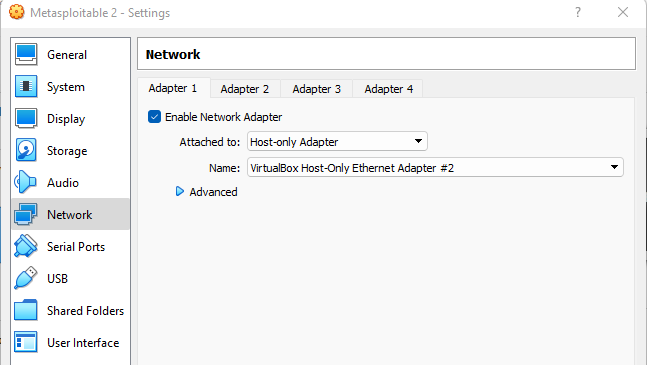 Metasploitable 2 - Settings
?
General
System
Display
Storage
Audio
Network
Serial Ports
USB
Shared Folders
User Interface
Network
Adapter 1
Adapter 2
Adapter 3
Adapter 4
Enable Network Adapter
Attached to: Host-only Adapter
Name: VirtualBox Host-Only Ethernet Adapter #2
Advanced